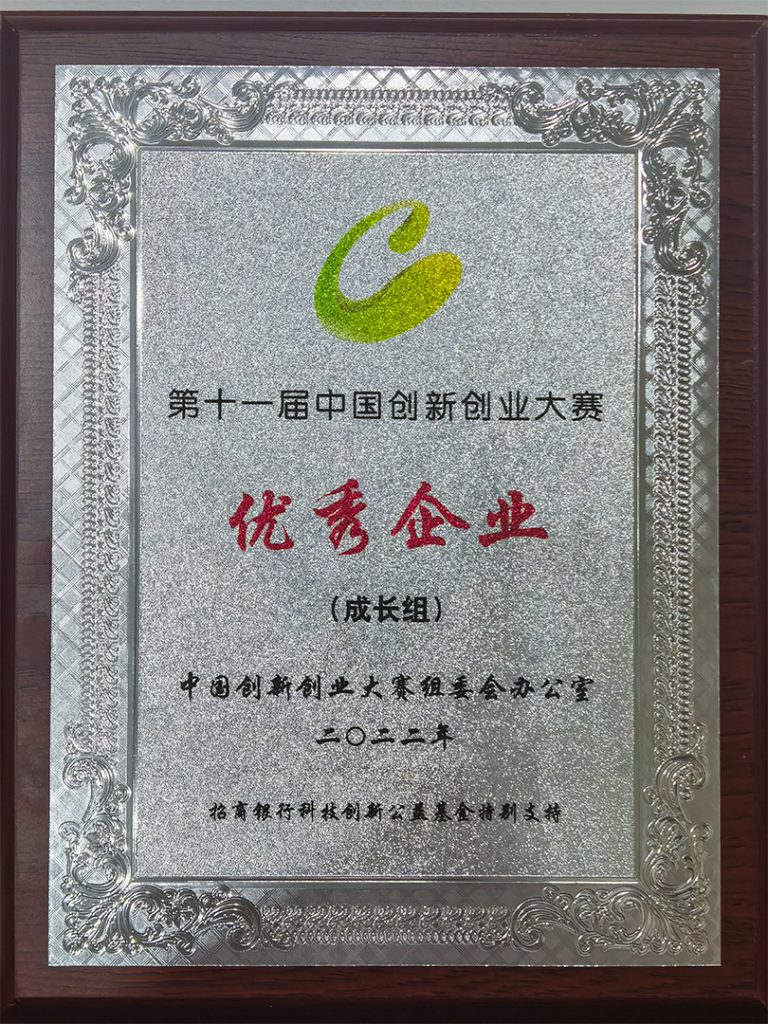 第十一届中国创新创业大赛
优秀企业
（成长组）
中国创新创业大赛组委会办公室
二〇二二年
招商银行科技创新公益基金特别支持